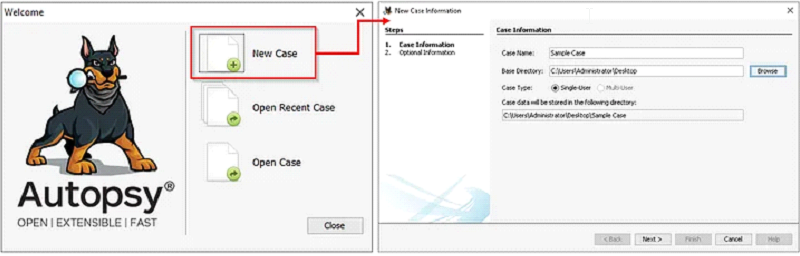 Welcome
New Case
Open Recent Case
Open Case
Autopsy®
OPEN | EXTENSIBLE | FAST
Close
New Case Information
Steps
1. Case Information
2. Optional Information
Case Information
Case Name: Sample Case
Base Directory: C:\Users\Administrator\Desktop Browse
Case Type: Single-User Multi-User
Case data will be stored in the following directory:
C:\Users\Administrator\Desktop\Sample Case
< Back Next > Finish Cancel Help